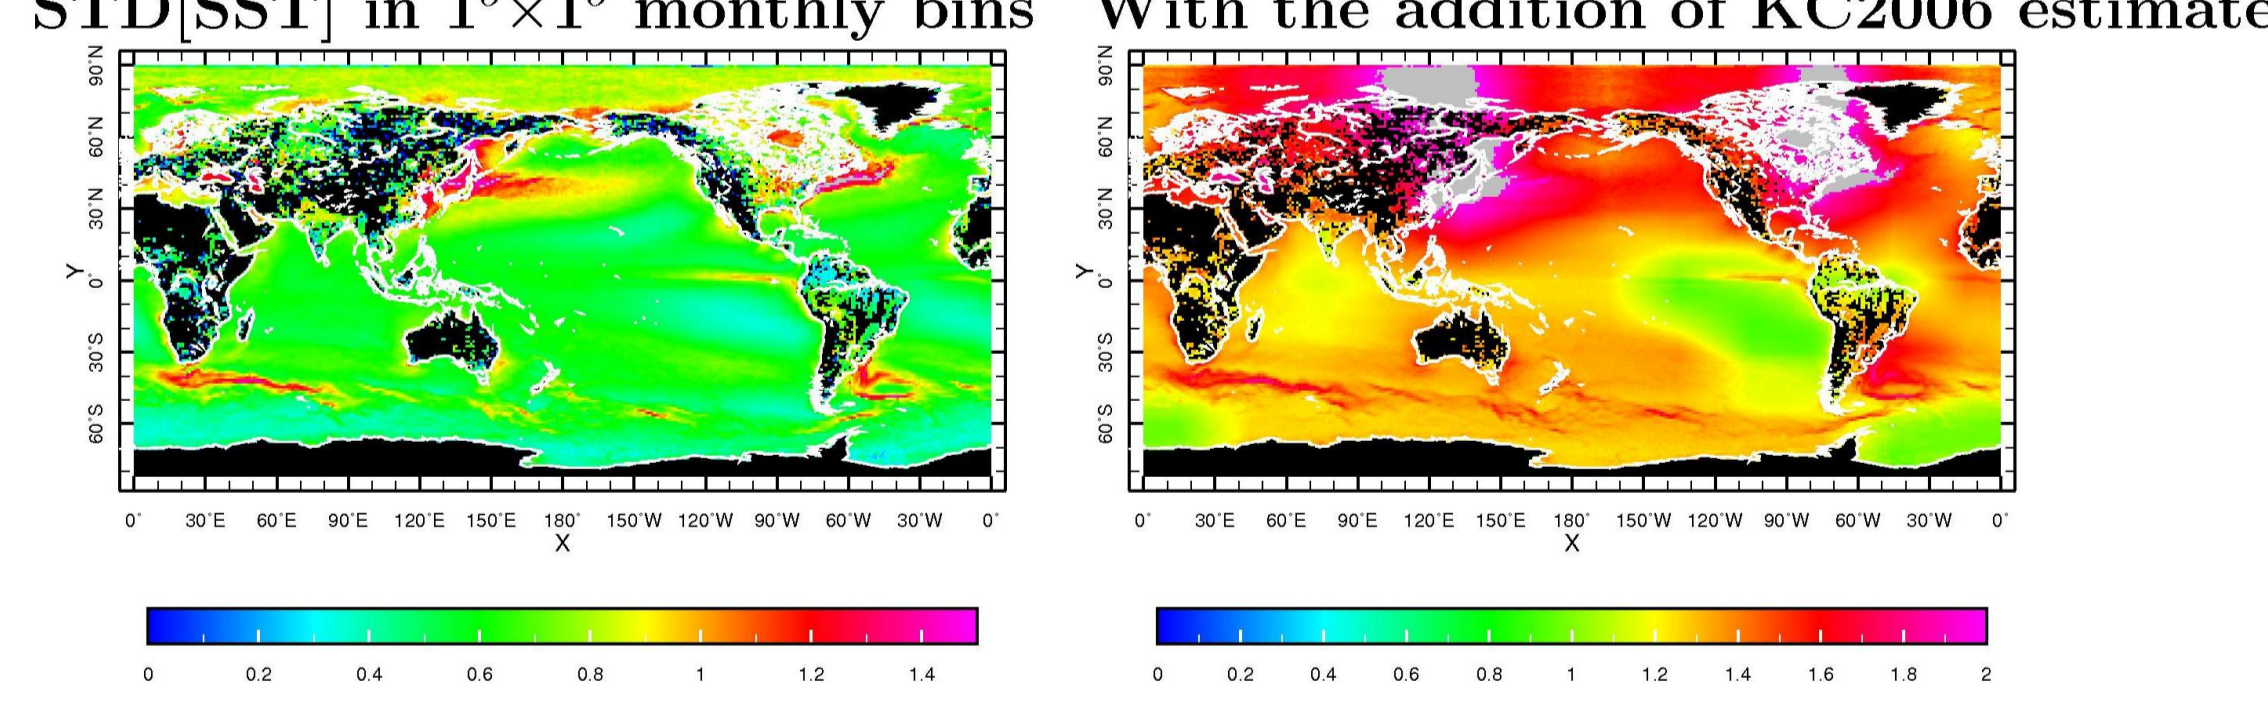 STD[SST] in 1°×1° monthly bins
With the addition of KC2006 estimate
90°N
60°N
30°N
0°
30°S
60°S
Y
0° 30°E 60°E 90°E 120°E 150°E 180° 150°W 120°W 90°W 60°W 30°W 0°
X
0 0.2 0.4 0.6 0.8 1 1.2 1.4
90°N
60°N
30°N
0°
30°S
60°S
Y
0° 30°E 60°E 90°E 120°E 150°E 180° 150°W 120°W 90°W 60°W 30°W 0°
X
0 0.2 0.4 0.6 0.8 1 1.2 1.4 1.6 1.8 2